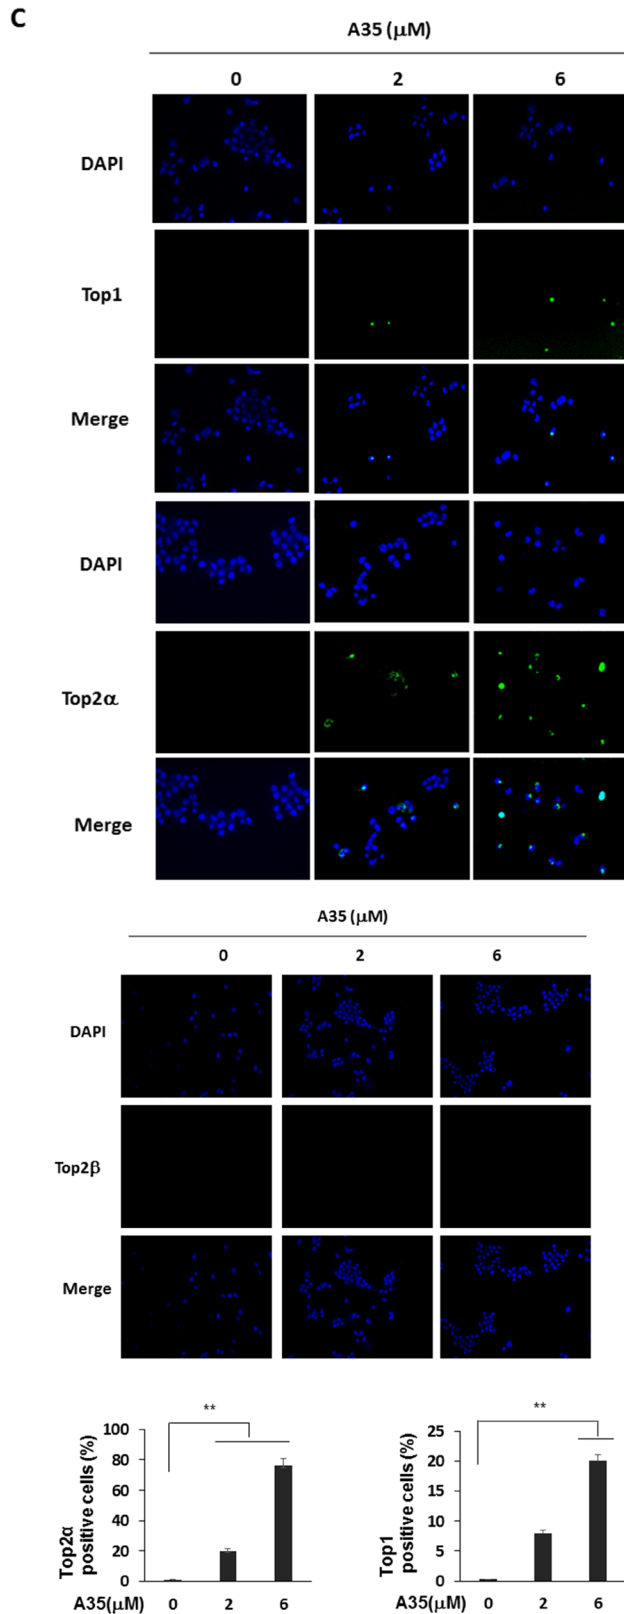 C
A35 (μM)
0 2 6
DAPI
Top1
Merge
DAPI
Top2α
Merge
A35 (μM)
0 2 6
DAPI
Top2β
Merge
**
100
80
60
40
20
0
Top2α
positive cells (%)
A35(μM) 0 2 6
**
25
20
15
10
5
0
Top1
positive cells (%)
A35(μM) 0 2 6